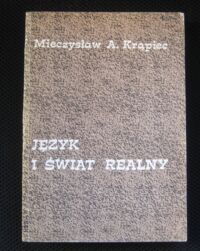 Mieczysław A. Krąpiec
JĘZYK
I ŚWIAT REALNY